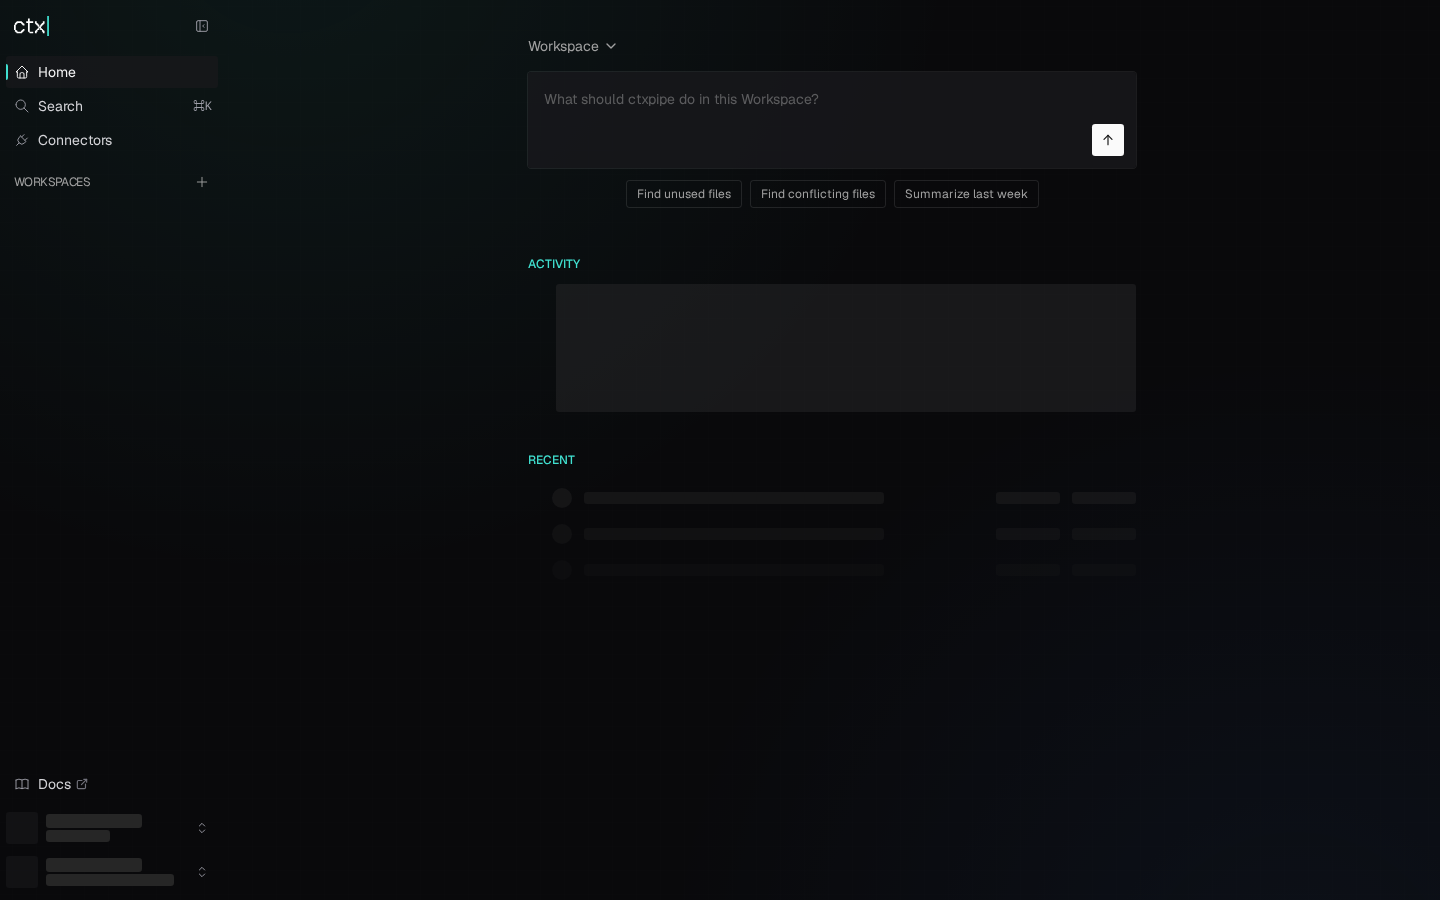 ctx
Home
Search ⌘K
Connectors
WORKSPACES
Docs
Workspace
What should ctxpipe do in this Workspace?
Find unused files
Find conflicting files
Summarize last week
ACTIVITY
RECENT